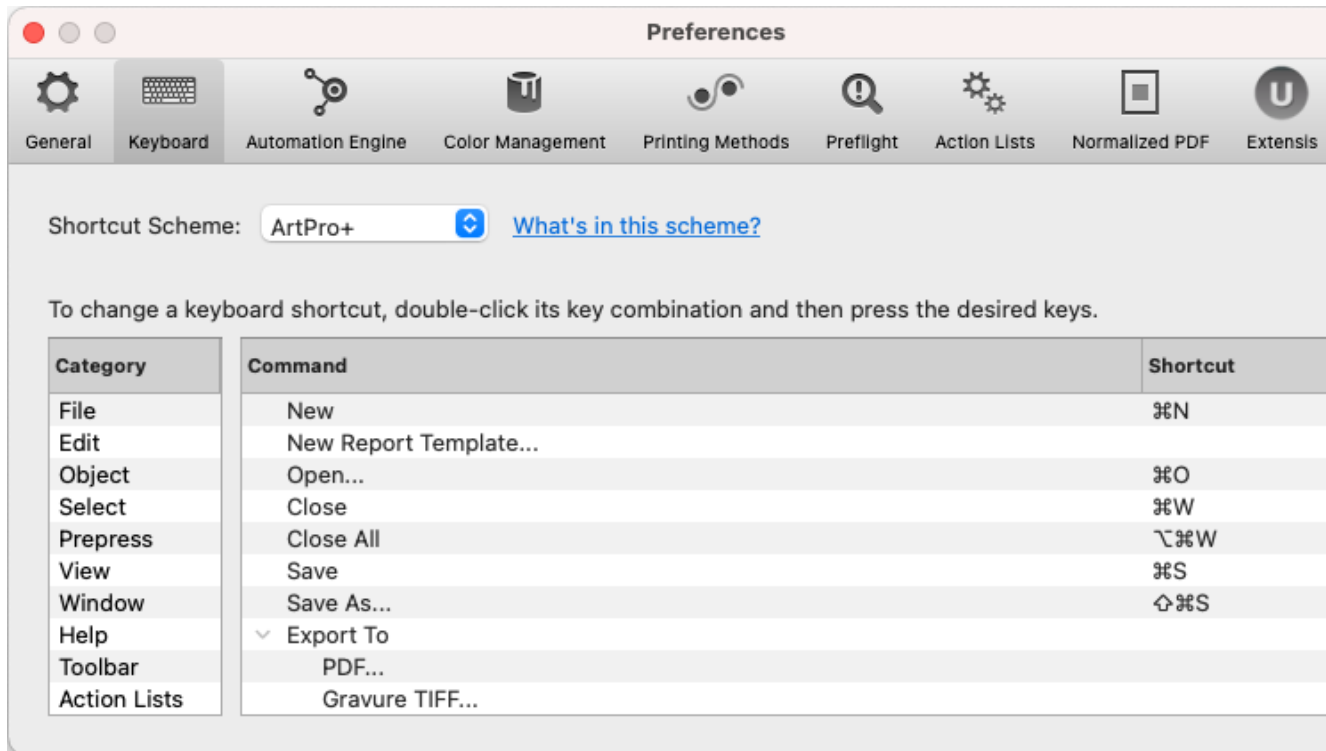 Preferences
General Keyboard Automation Engine Color Management Printing Methods Preflight Action Lists Normalized PDF Extensis
Shortcut Scheme: ArtPro+ What's in this scheme?
To change a keyboard shortcut, double-click its key combination and then press the desired keys.
Category Command Shortcut
File New ⌘N
Edit New Report Template...
Object Open... ⌘O
Select Close ⌘W
Prepress Close All ⌥⌘W
View Save ⌘S
Window Save As... ⇧⌘S
Help Export To
Toolbar PDF...
Action Lists Gravure TIFF...